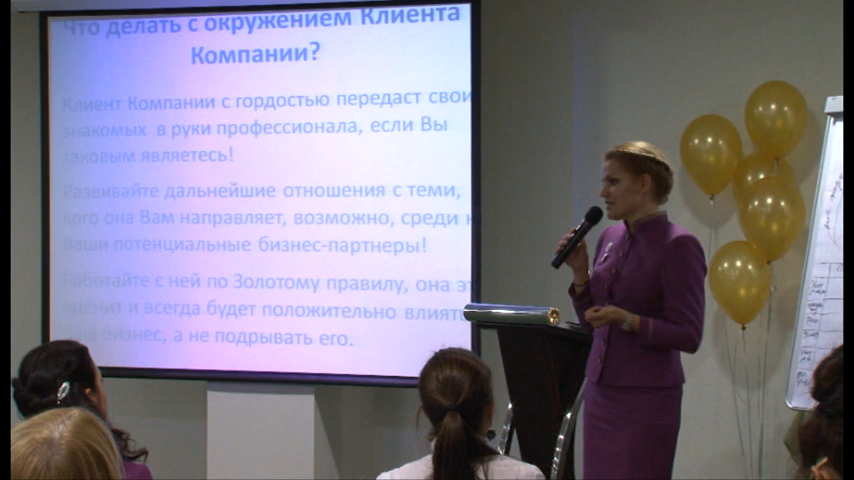 Что делать с окружением Клиента
Компании?
Клиент Компании с гордостью передаст свои
знакомых в руки профессионала, если Вы
таковым являетесь!
Развивайте дальнейшие отношения с теми,
кого она Вам направляет, возможно, среди н
Ваши потенциальные бизнес-партнеры!
Работайте с ней по Золотому правилу, она эт
оценит и всегда будет положительно влиять
бизнес, а не подрывать его.